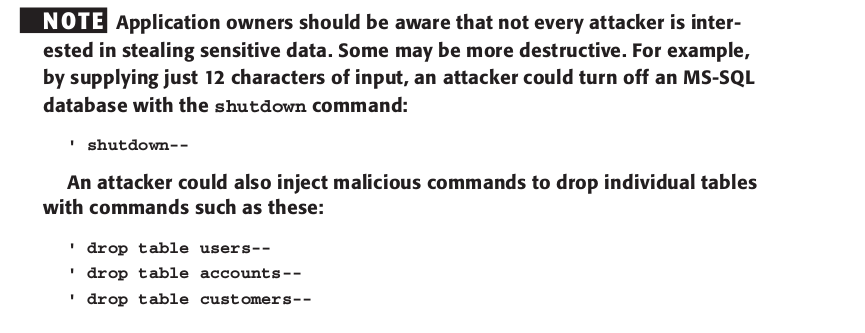 NOTE Application owners should be aware that not every attacker is inter-
ested in stealing sensitive data. Some may be more destructive. For example,
by supplying just 12 characters of input, an attacker could turn off an MS-SQL
database with the shutdown command:
' shutdown--
An attacker could also inject malicious commands to drop individual tables
with commands such as these:
' drop table users--
' drop table accounts--
' drop table customers--